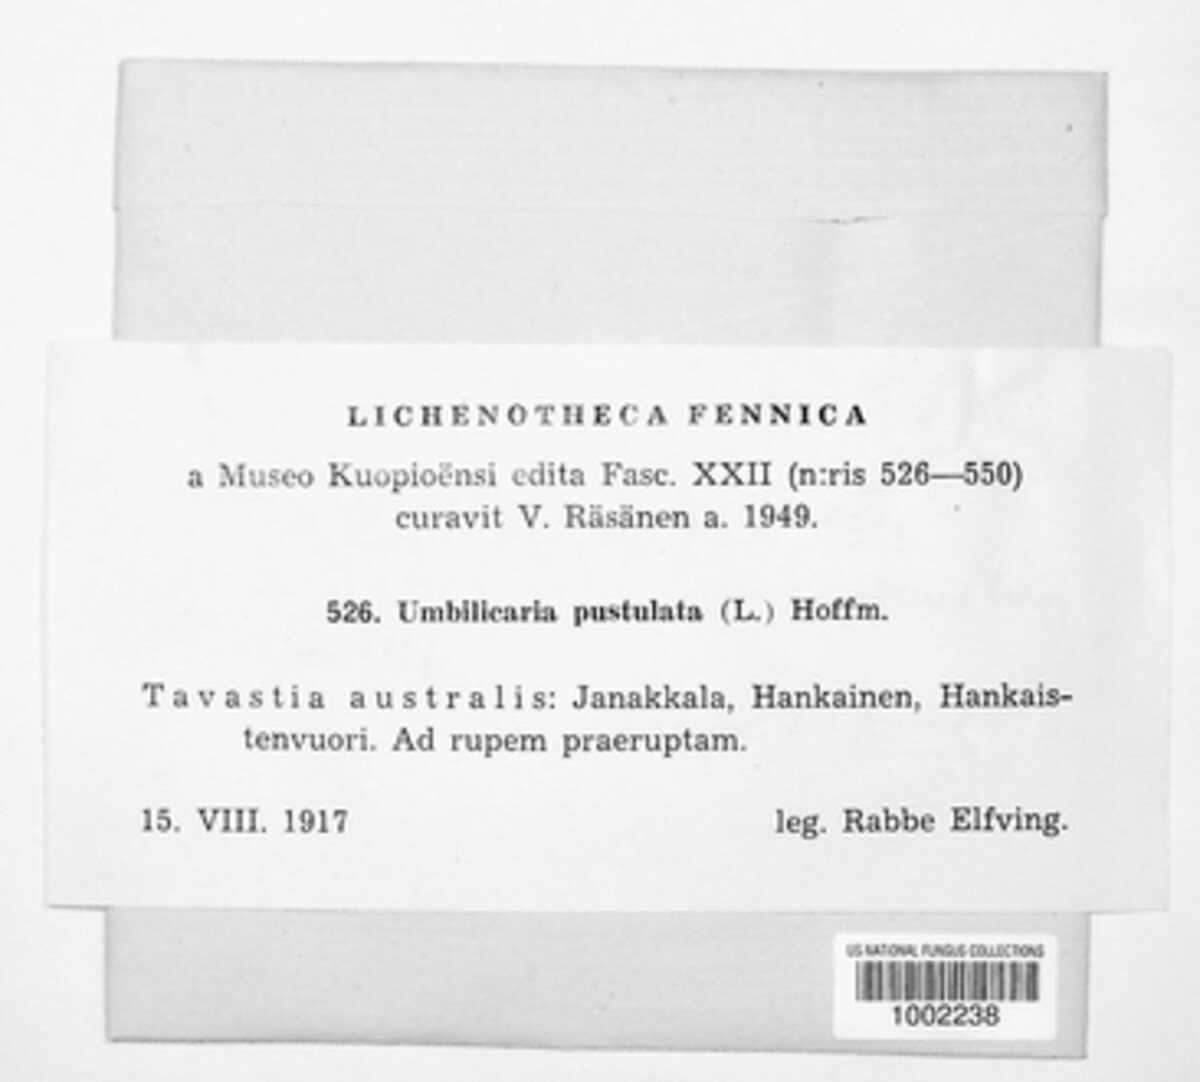 LICHENOTHECA FENNICA
a Museo Kuopioënsi edita Fasc. XXII (n:ris 526—550)
curavit V. Räsänen a. 1949.
526. Umbilicaria pustulata (L.) Hoffm.
Tavastia australis: Janakkala, Hankainen, Hankais-
tenvuori. Ad rupem praeruptam.
15. VIII. 1917 leg. Rabbe Elfving.
US NATIONAL FUNGUS COLLECTIONS
1002238